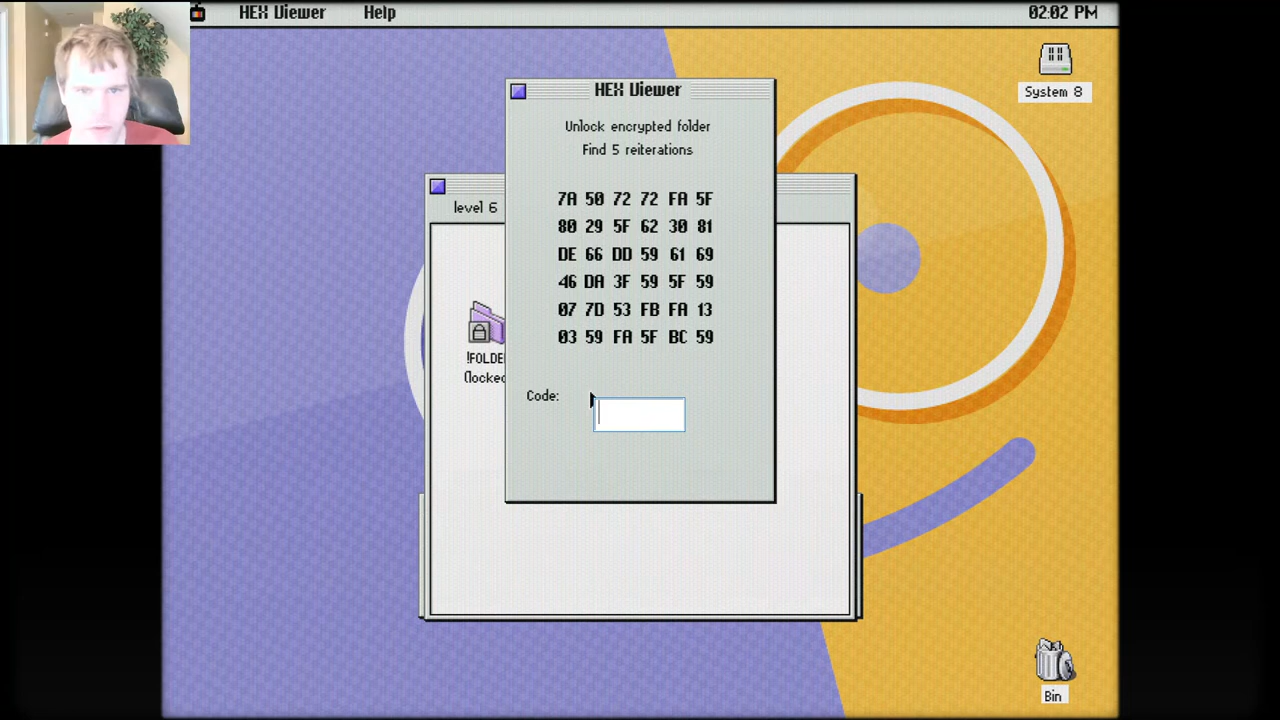 HEX Viewer Help 02:02 PM
System 8
HEX Viewer
Unlock encrypted folder
Find 5 reiterations
level 6
7A 50 72 72 FA 5F
80 29 5F 62 30 81
DE 66 DD 59 61 69
46 DA 3F 59 5F 59
07 7D 53 FB FA 13
03 59 FA 5F BC 59
!FOLDE
(locked
Code:
Bin